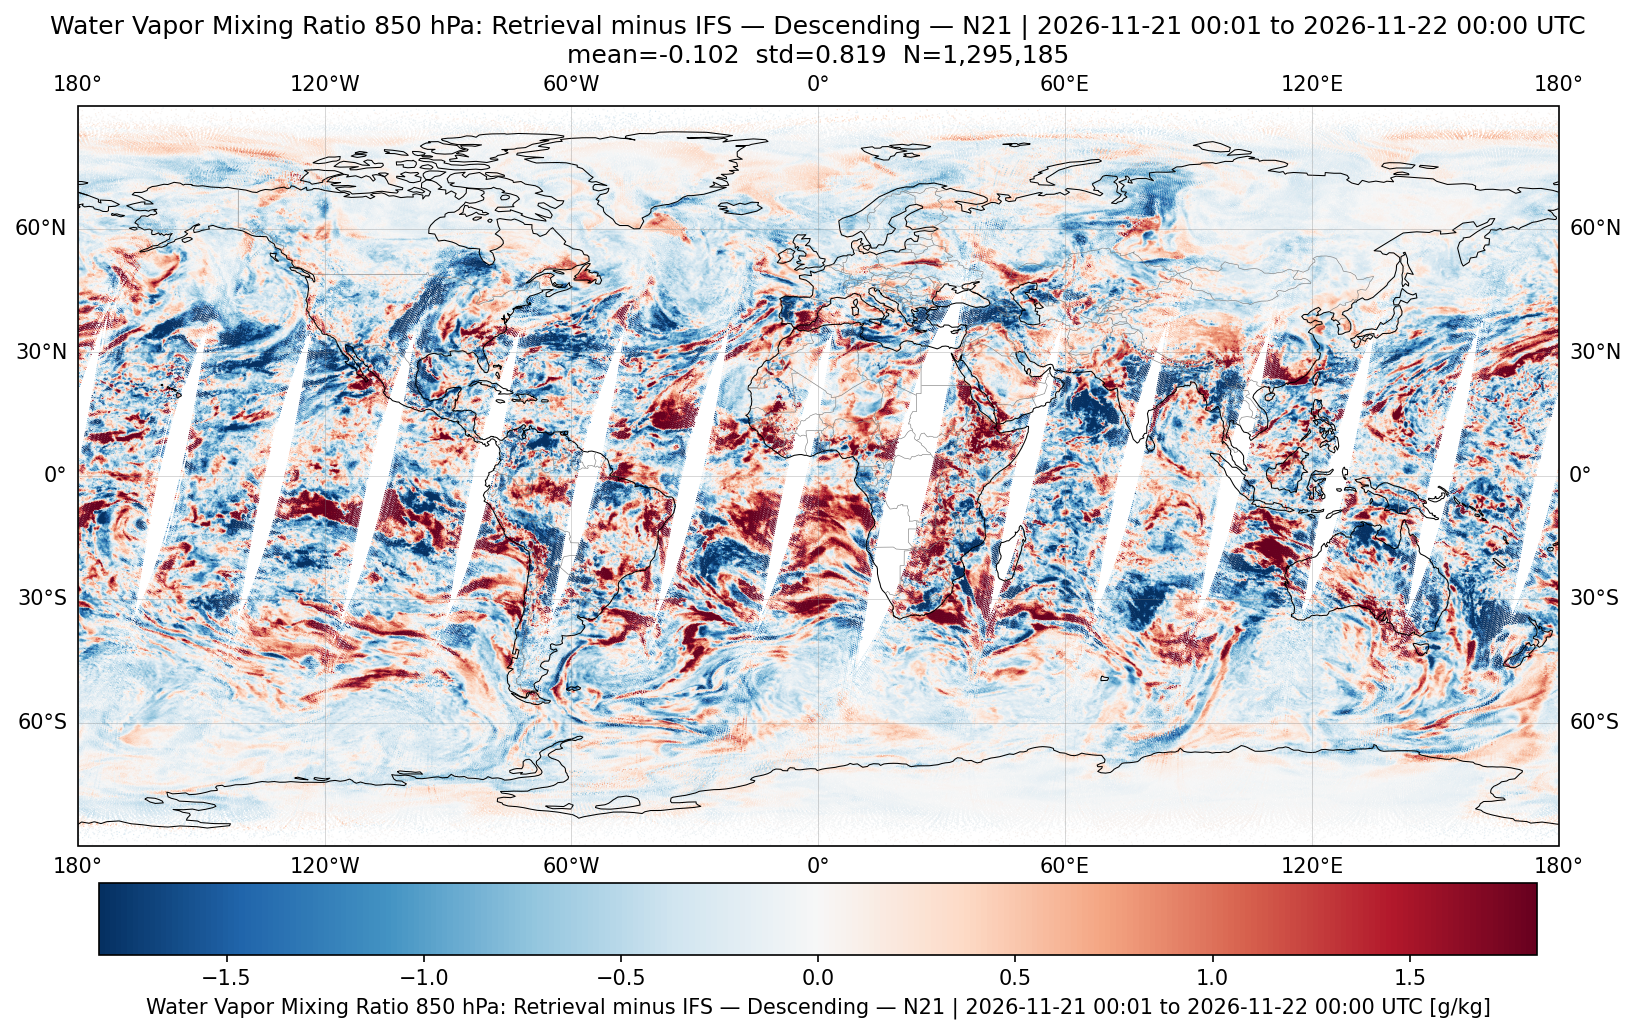 Water Vapor Mixing Ratio 850 hPa: Retrieval minus IFS — Descending — N21 | 2026-11-21 00:01 to 2026-11-22 00:00 UTC
mean=-0.102  std=0.819  N=1,295,185
180° 120°W 60°W 0° 60°E 120°E 180°
60°N 60°N
30°N 30°N
0° 0°
30°S 30°S
60°S 60°S
180° 120°W 60°W 0° 60°E 120°E 180°
−1.5 −1.0 −0.5 0.0 0.5 1.0 1.5
Water Vapor Mixing Ratio 850 hPa: Retrieval minus IFS — Descending — N21 | 2026-11-21 00:01 to 2026-11-22 00:00 UTC [g/kg]